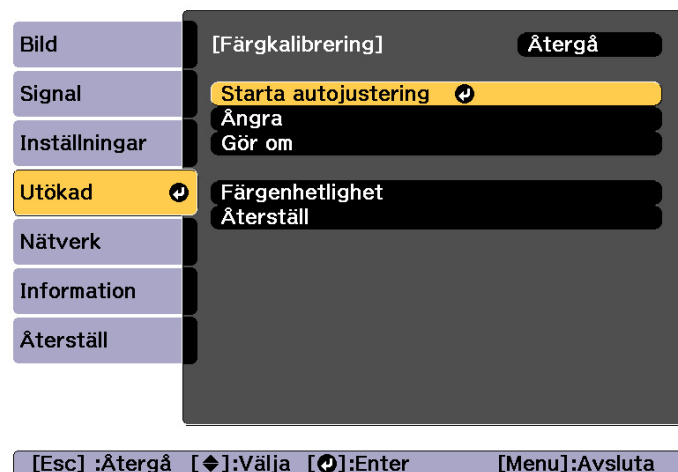 Bild
Signal
Inställningar
Utökad
Nätverk
Information
Återställ
[Färgkalibrering] Återgå
Starta autojustering
Ångra
Gör om
Färgenhetlighet
Återställ
[Esc] :Återgå [◆]:Välja [⏎]:Enter [Menu]:Avsluta